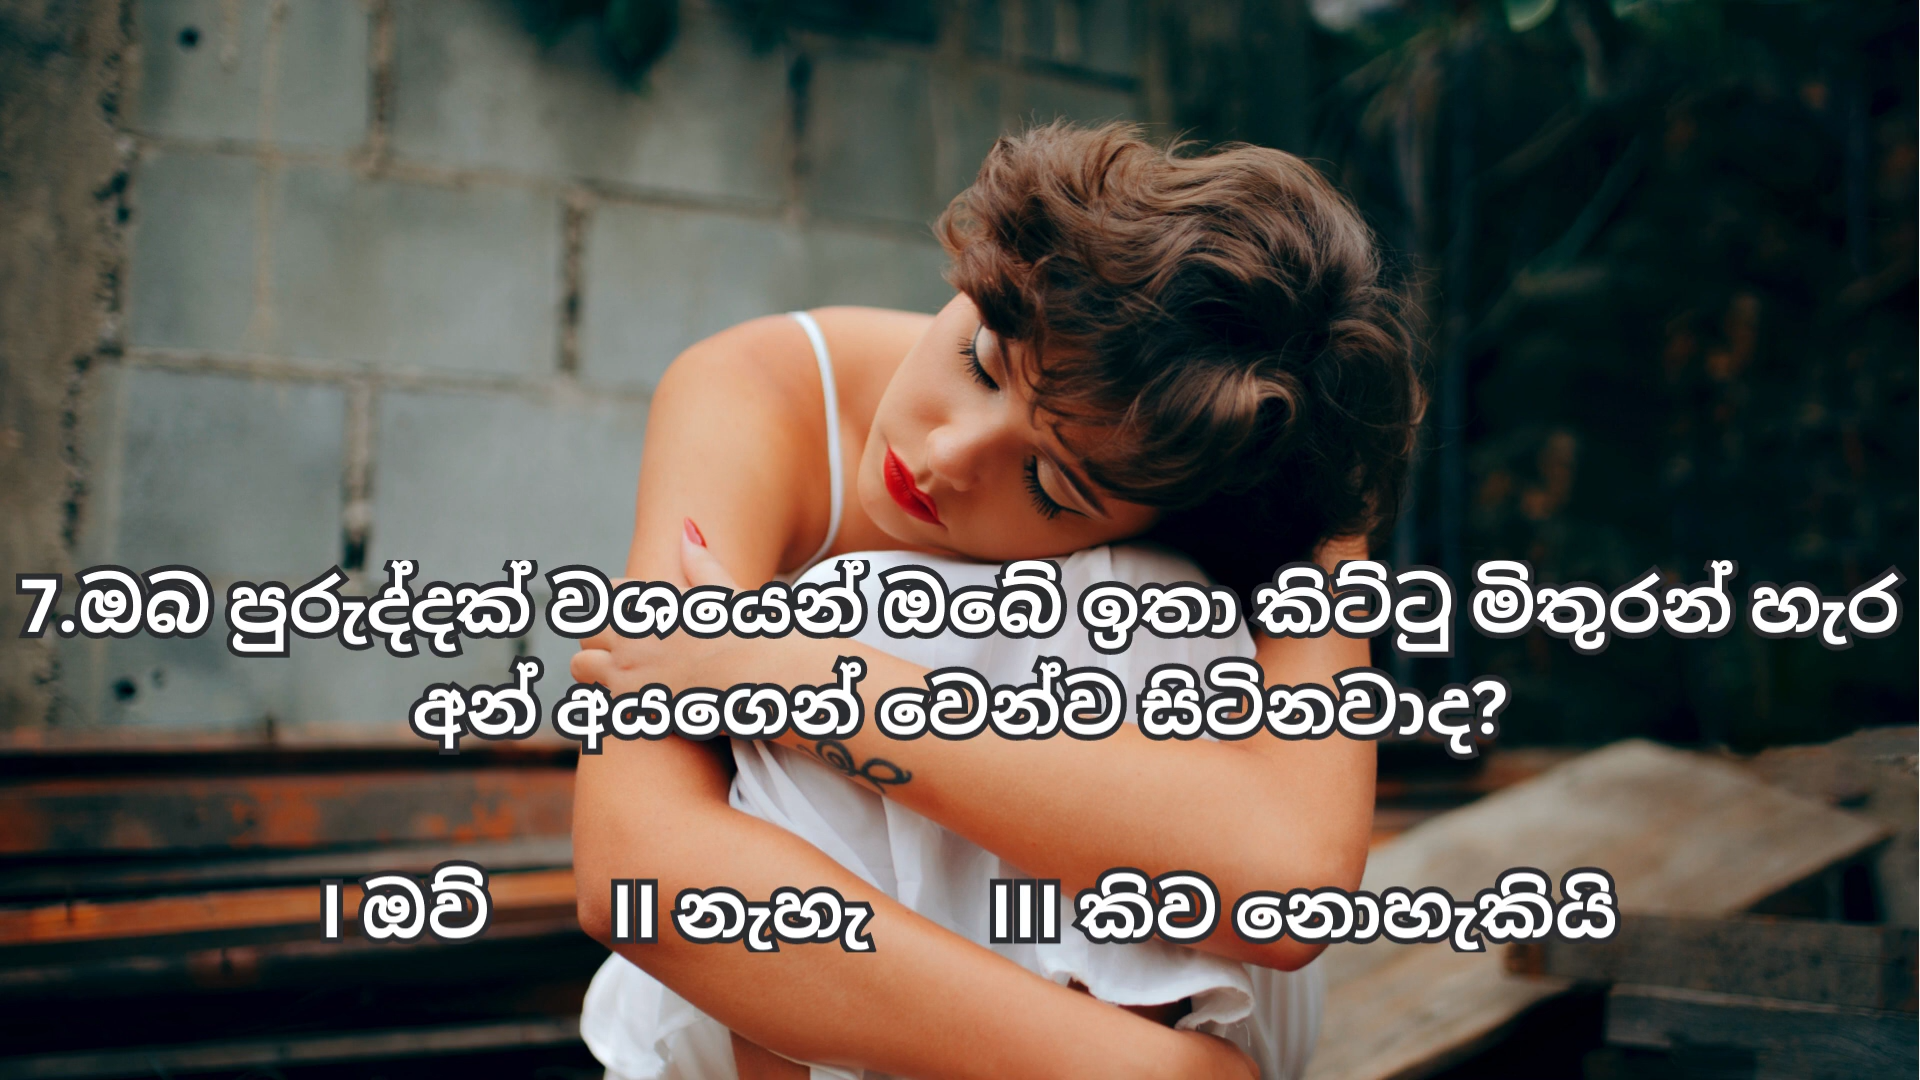 7.ඔබ පුරුද්දක් වශයෙන් ඔබේ ඉතා කිට්ටු මිතුරන් හැර
අන් අයගෙන් වෙන්ව සිටිනවාද?
I ඔව් II නැහැ III කිව නොහැකියි